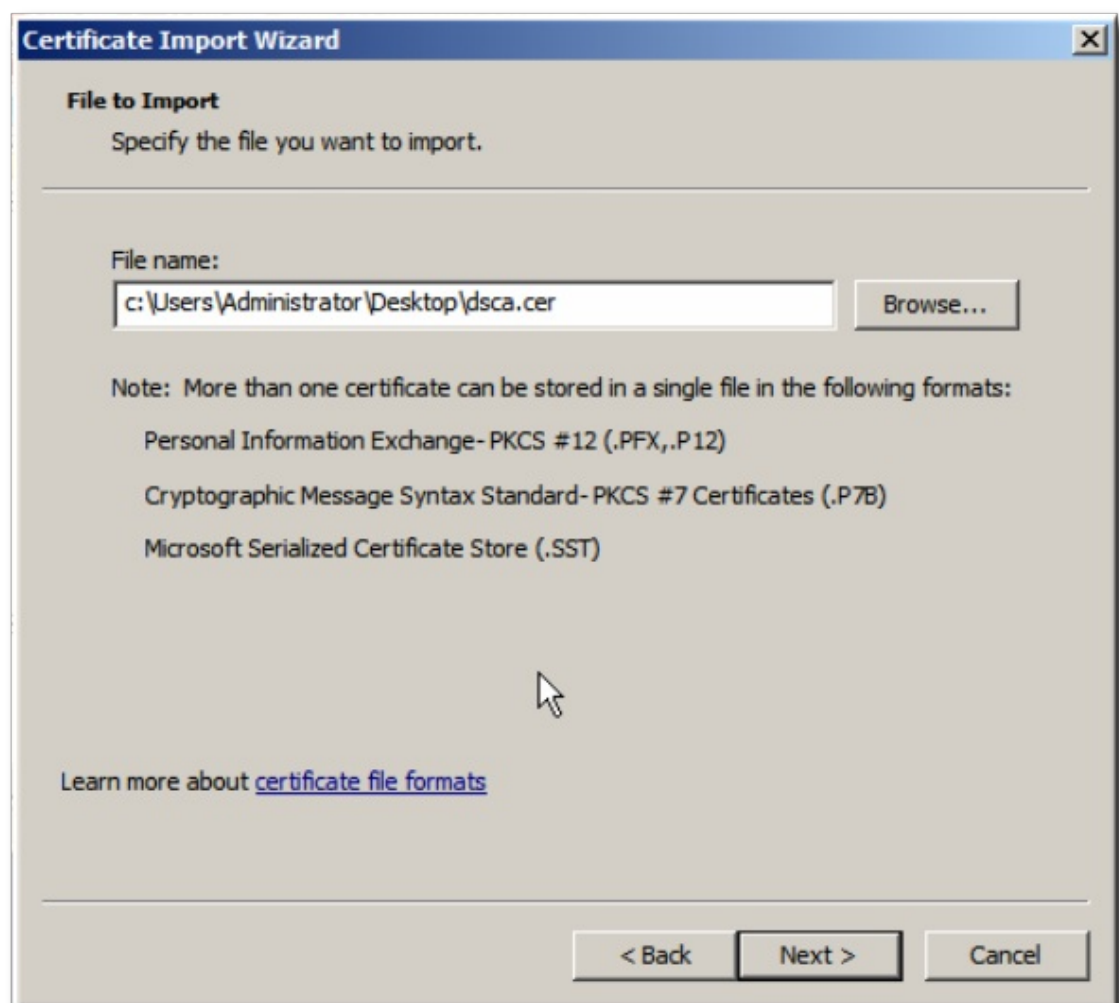 Certificate Import Wizard
File to Import
Specify the file you want to import.
File name:
c:\Users\Administrator\Desktop\dsca.cer
Browse...
Note:  More than one certificate can be stored in a single file in the following formats:
Personal Information Exchange- PKCS #12 (.PFX,.P12)
Cryptographic Message Syntax Standard- PKCS #7 Certificates (.P7B)
Microsoft Serialized Certificate Store (.SST)
Learn more about certificate file formats
< Back
Next >
Cancel